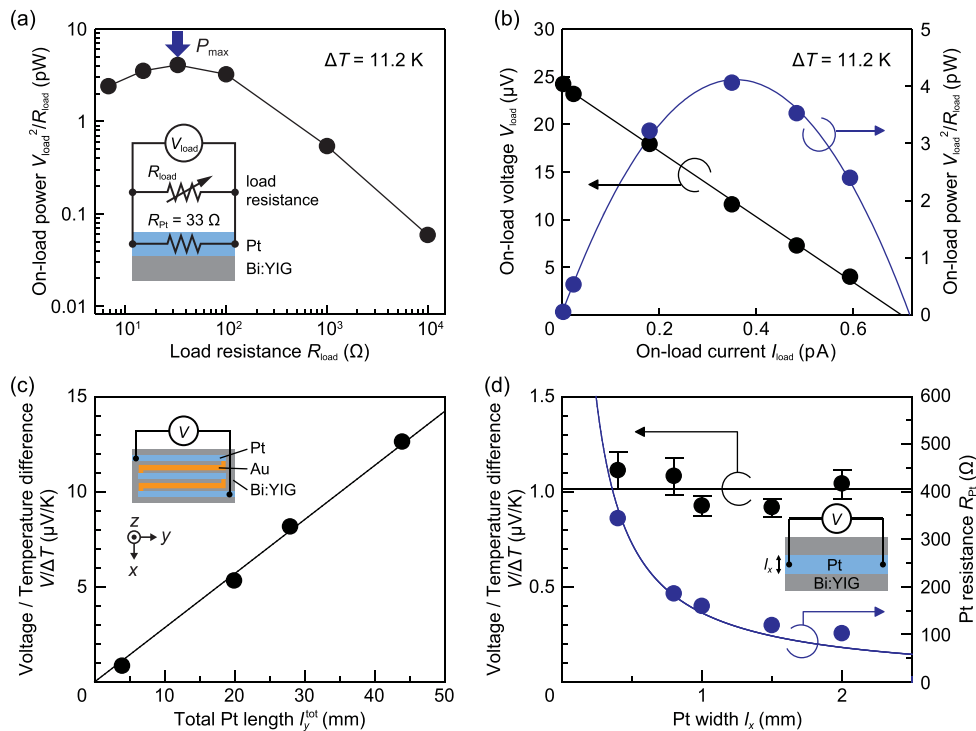 (a)
On-load power V_load^2/R_load (pW)
10
1
0.1
0.01
10^1
10^2
10^3
10^4
Load resistance R_load (Ω)
P_max
ΔT = 11.2 K
V_load
R_load
load
resistance
R_Pt = 33 Ω
Pt
Bi:YIG
(b)
On-load voltage V_load (µV)
30
25
20
15
10
5
0
0
0.2
0.4
0.6
On-load current I_load (pA)
ΔT = 11.2 K
5
4
3
2
1
0
On-load power V_load^2/R_load (pW)
(c)
Voltage / Temperature difference
V/ΔT (µV/K)
15
10
5
0
10
20
30
40
50
Total Pt length l_y^tot (mm)
V
Pt
Au
Bi:YIG
z
y
x
(d)
Voltage / Temperature difference
V/ΔT (µV/K)
1.5
1.0
0.5
0
1
2
Pt width l_x (mm)
V
l_x
Pt
Bi:YIG
600
500
400
300
200
100
0
Pt resistance R_Pt (Ω)